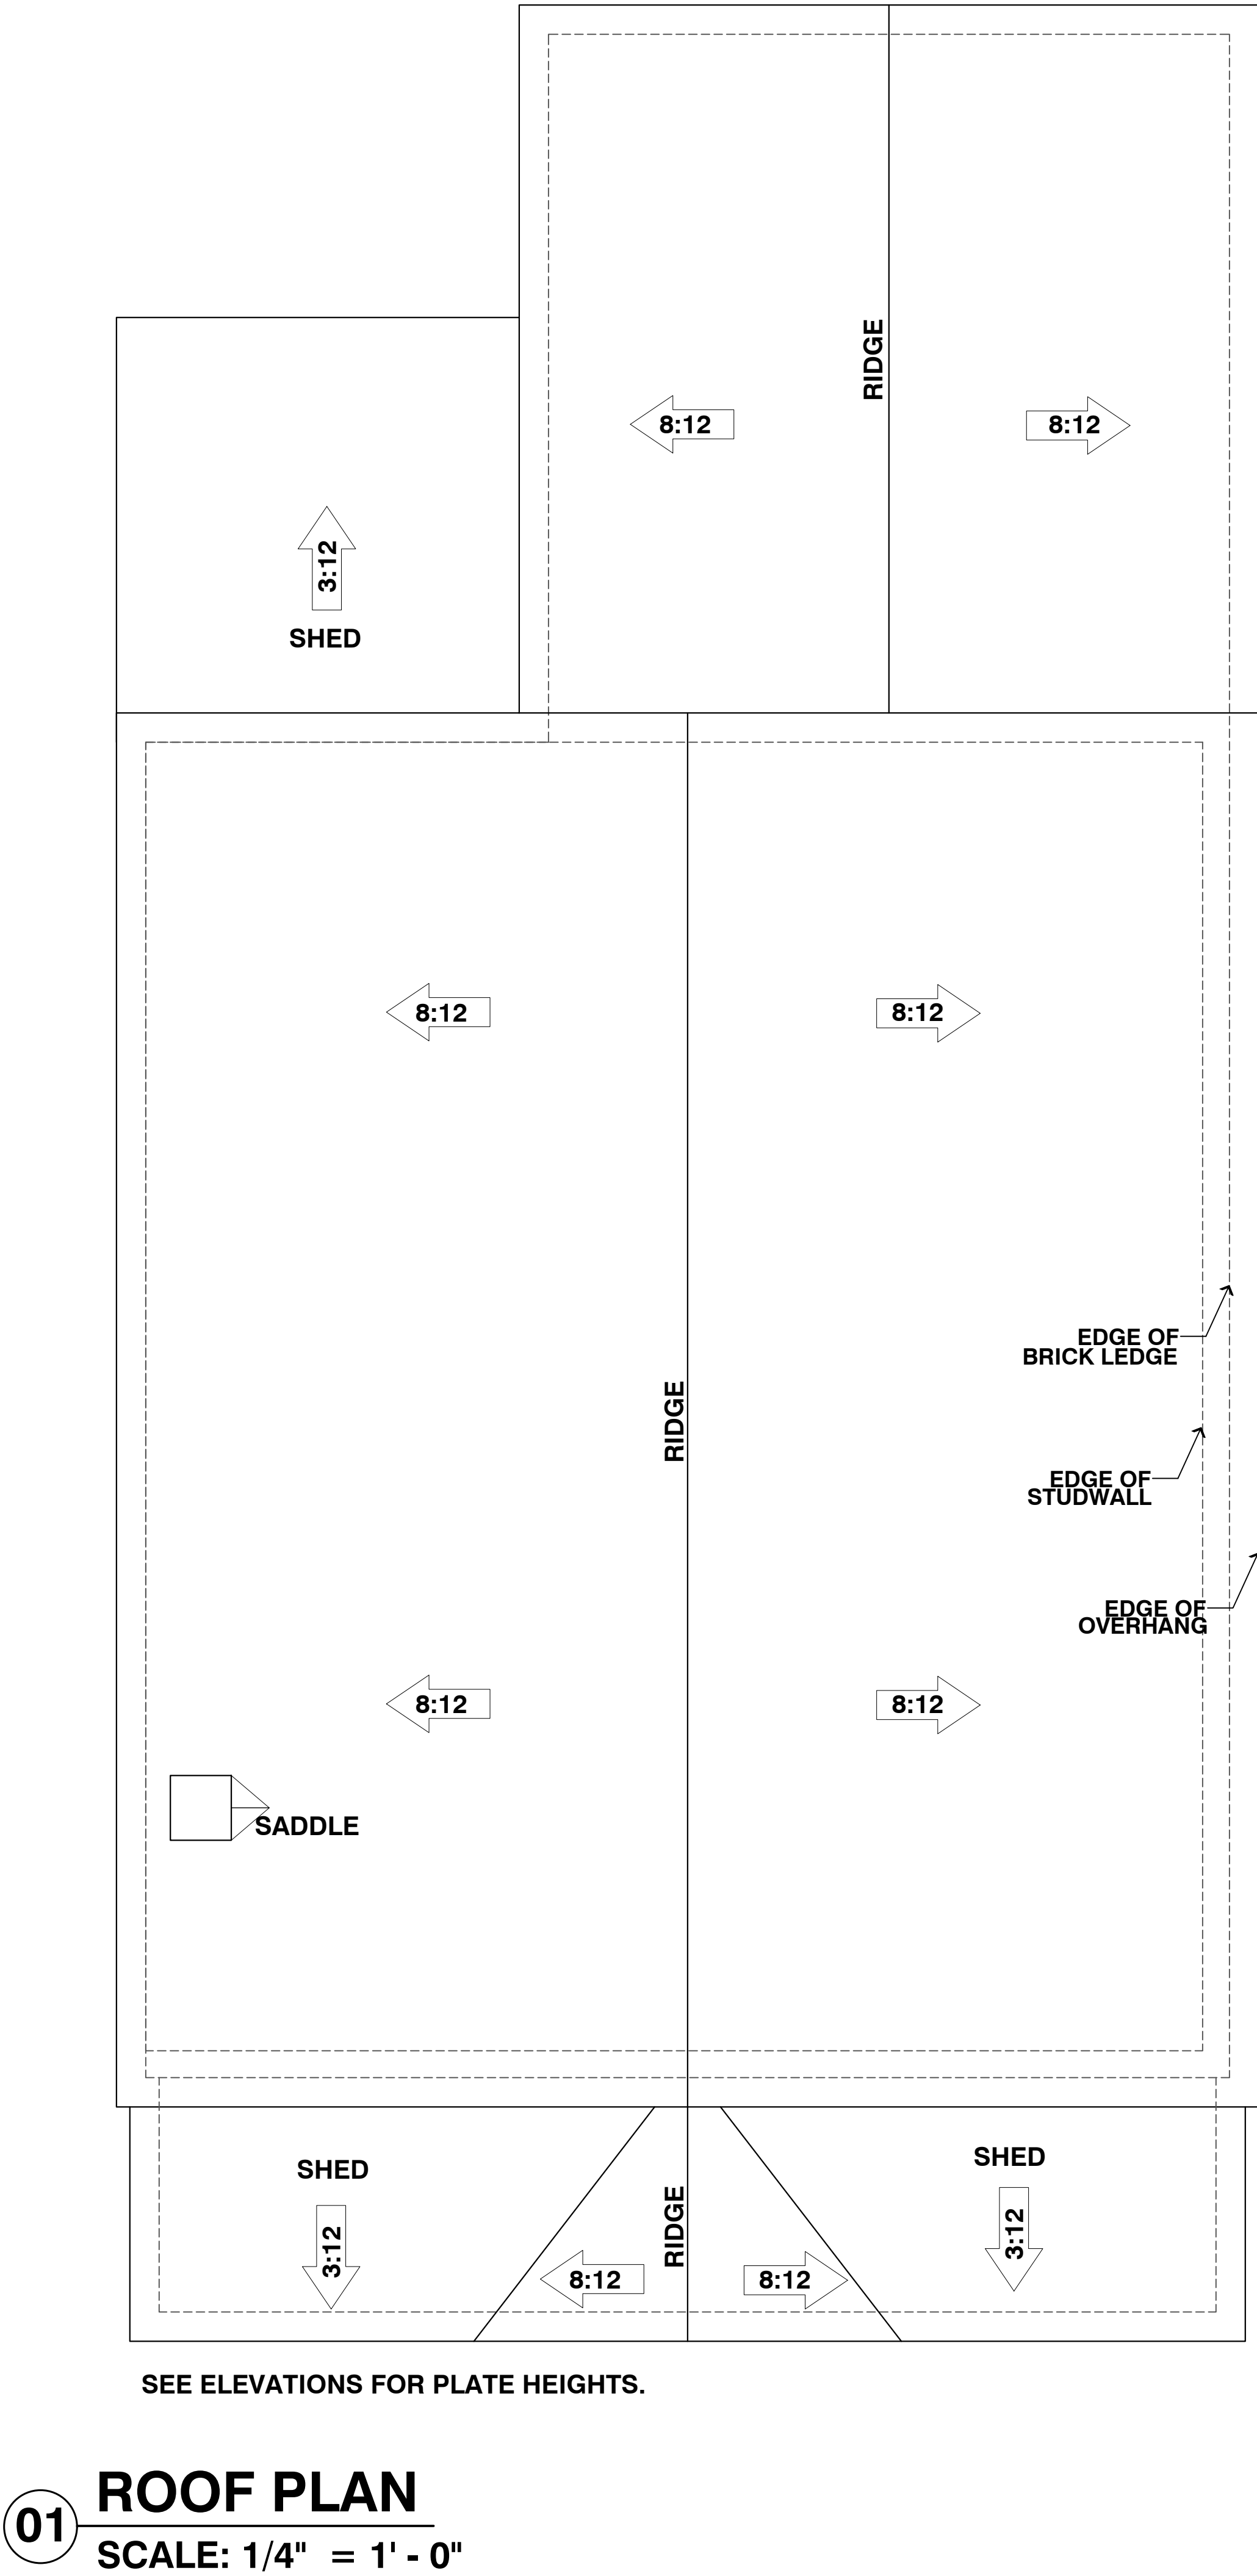 RIDGE
8:12
8:12
3:12
SHED
8:12
8:12
EDGE OF
BRICK LEDGE
RIDGE
EDGE OF
STUDWALL
EDGE OF
OVERHANG
8:12
8:12
SADDLE
SHED
SHED
RIDGE
3:12
3:12
8:12
8:12
SEE ELEVATIONS FOR PLATE HEIGHTS.
01
ROOF PLAN
SCALE: 1/4" = 1' - 0"